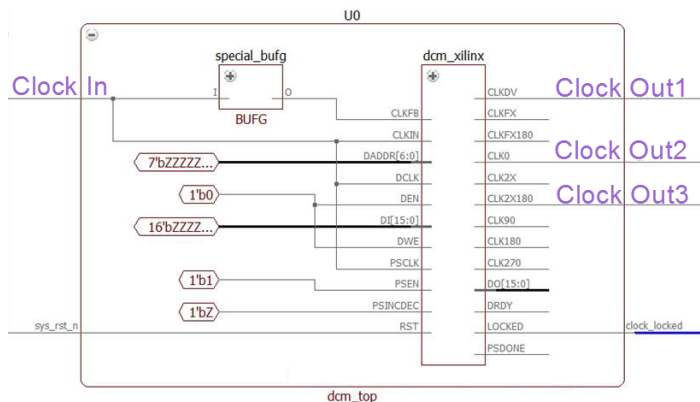 U0
special_bufg
dcm_xilinx
Clock In
I
O
BUFG
CLKDV
Clock Out1
CLKFB
CLKFX
CLKIN
CLKFX180
7'bZZZZZ...
DADDR[6:0]
CLK0
Clock Out2
DCLK
CLK2X
1'b0
DEN
CLK2X180
Clock Out3
16'bZZZZ...
DI[15:0]
CLK90
DWE
CLK180
PSCLK
CLK270
1'b1
PSEN
DO[15:0]
1'bZ
PSINCDEC
DRDY
sys_rst_n
RST
LOCKED
clock_locked
PSDONE
dcm_top